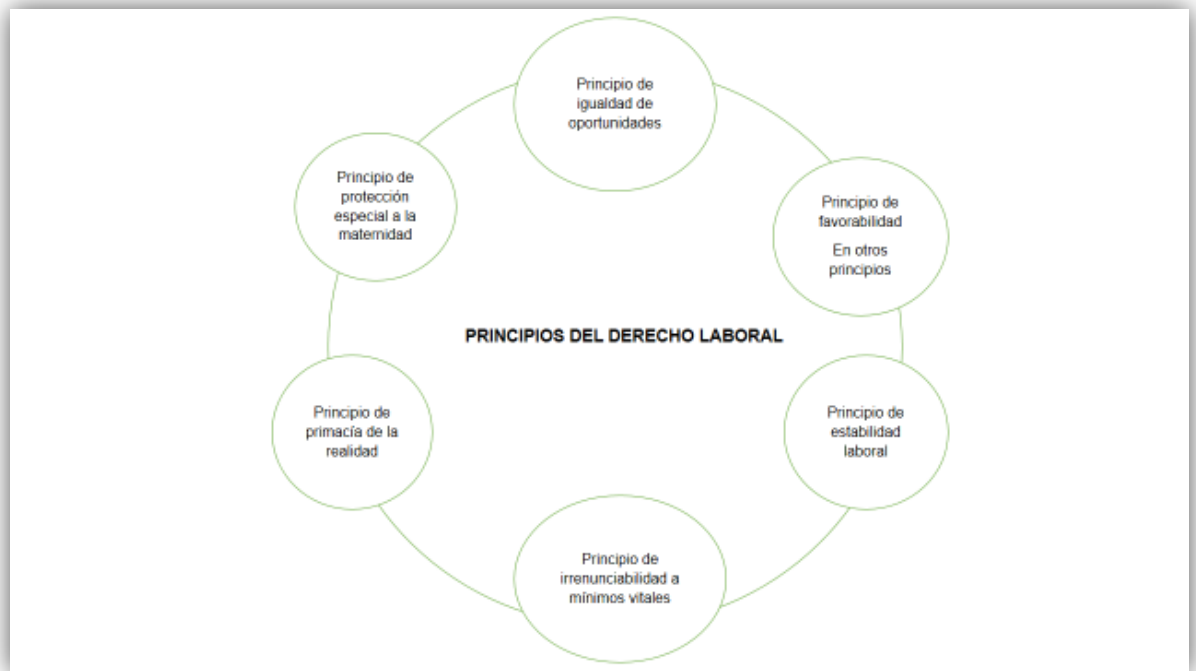 Principio de
igualdad de
oportunidades
Principio de
favorabilidad
En otros
principios
Principio de
estabilidad
laboral
Principio de
irrenunciabilidad a
mínimos vitales
Principio de
primacía de la
realidad
Principio de
protección
especial a la
maternidad
PRINCIPIOS DEL DERECHO LABORAL